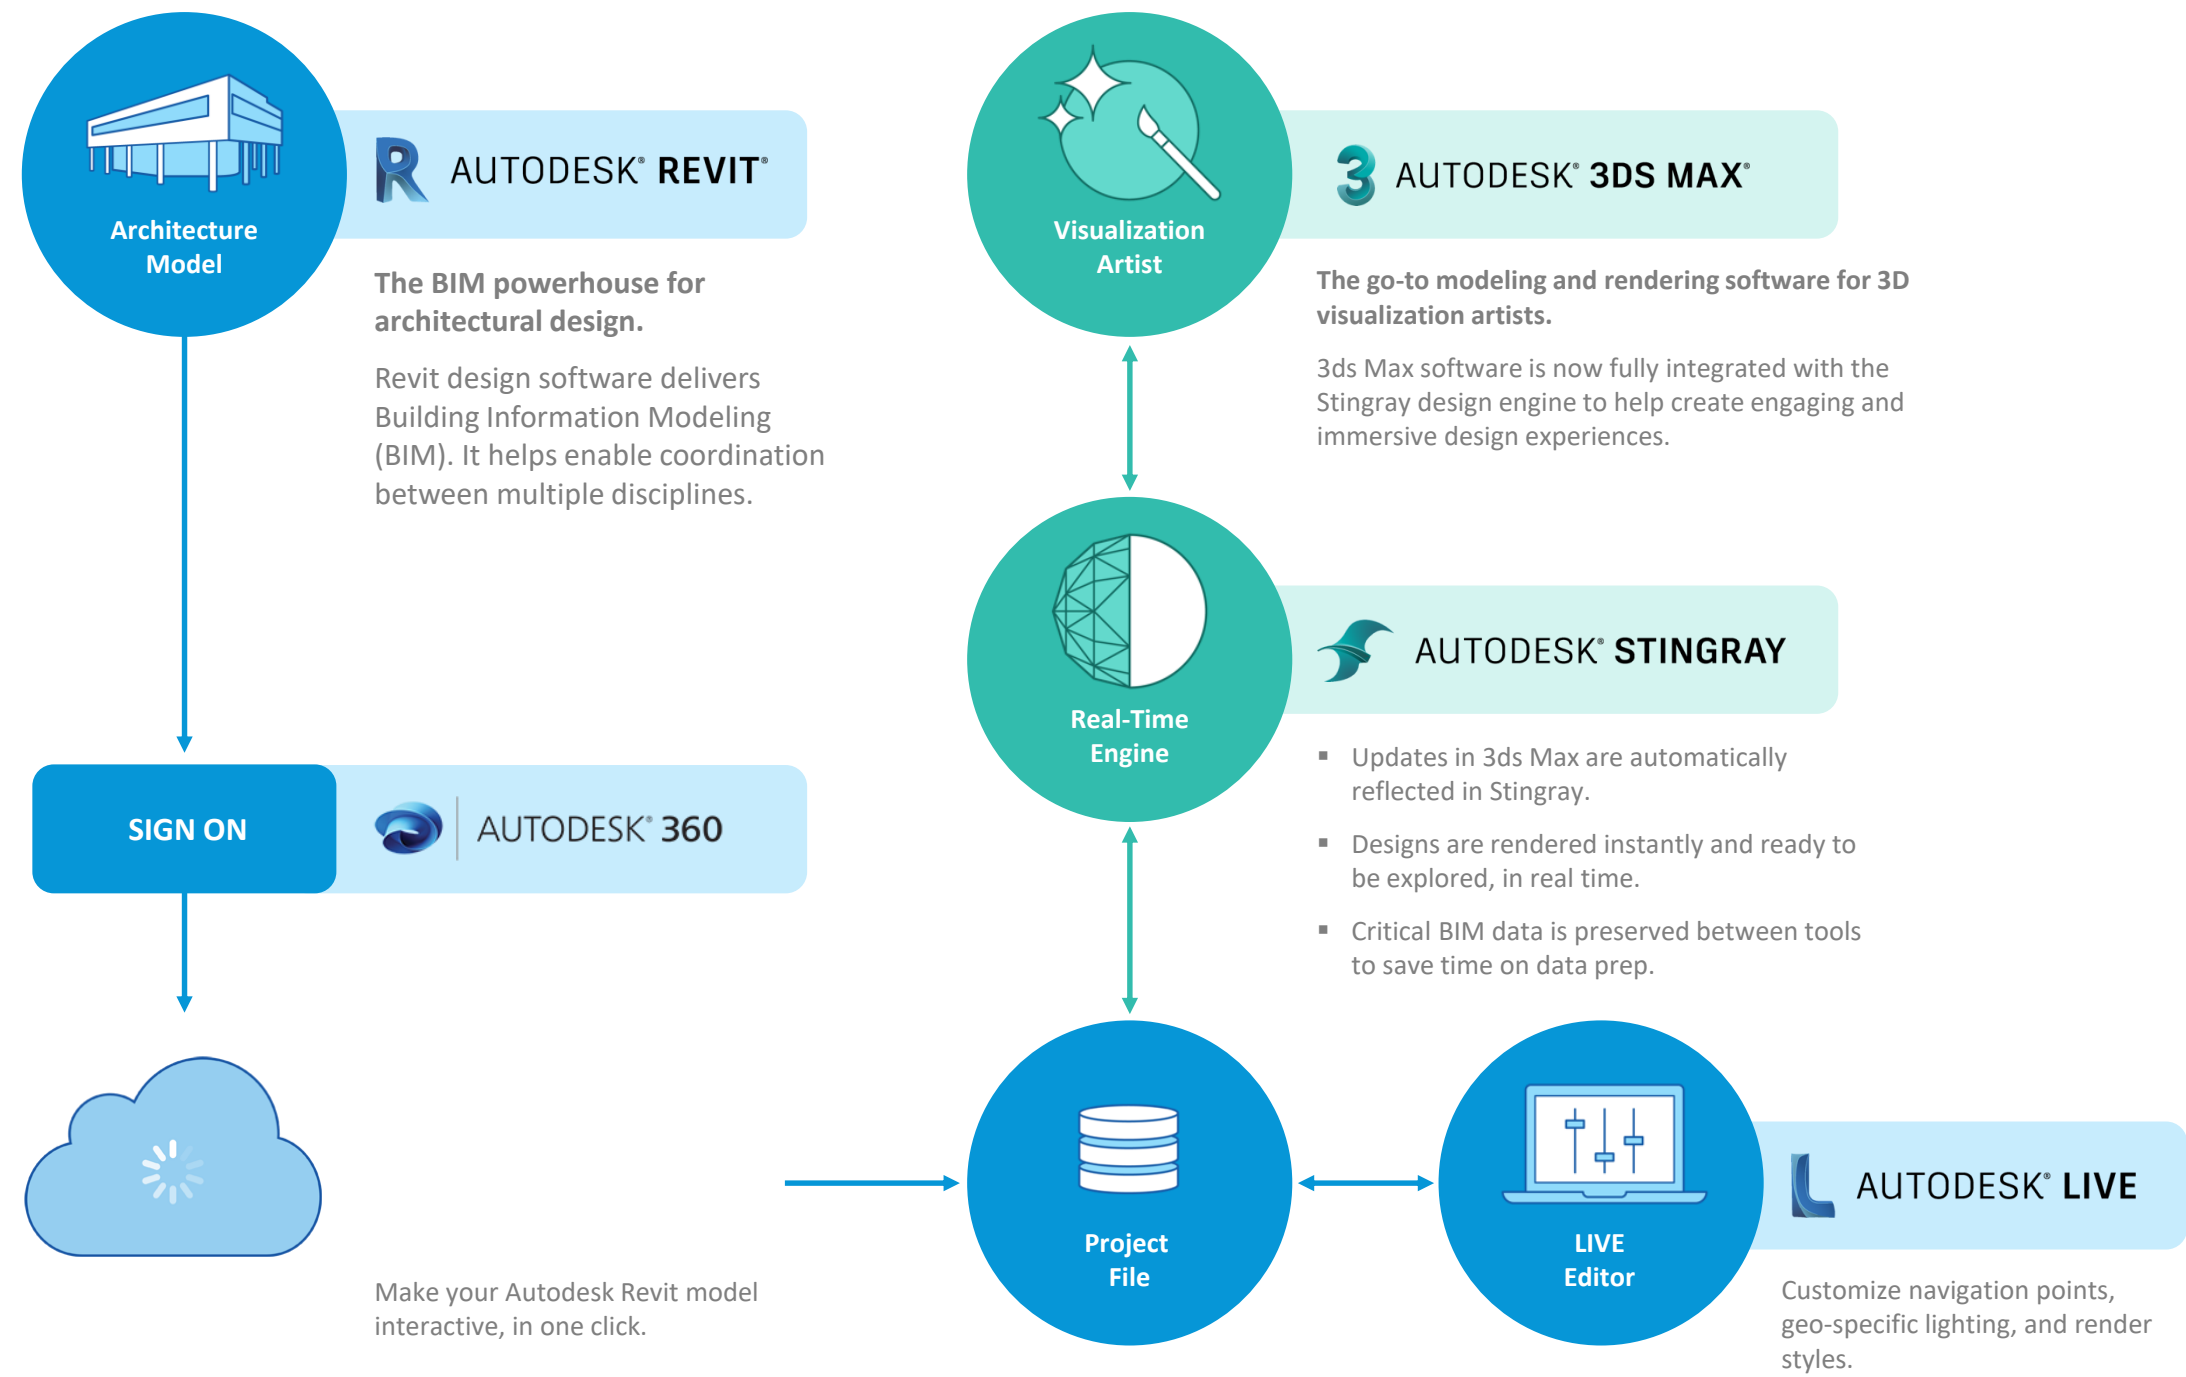 Architecture
Model
AUTODESK® REVIT®
The BIM powerhouse for
architectural design.
Revit design software delivers
Building Information Modeling
(BIM). It helps enable coordination
between multiple disciplines.
SIGN ON
AUTODESK® 360
Make your Autodesk Revit model
interactive, in one click.
Visualization
Artist
AUTODESK® 3DS MAX®
The go-to modeling and rendering software for 3D
visualization artists.
3ds Max software is now fully integrated with the
Stingray design engine to help create engaging and
immersive design experiences.
Real-Time
Engine
AUTODESK® STINGRAY
▪ Updates in 3ds Max are automatically
reflected in Stingray.
▪ Designs are rendered instantly and ready to
be explored, in real time.
▪ Critical BIM data is preserved between tools
to save time on data prep.
Project
File
LIVE
Editor
AUTODESK® LIVE
Customize navigation points,
geo-specific lighting, and render
styles.